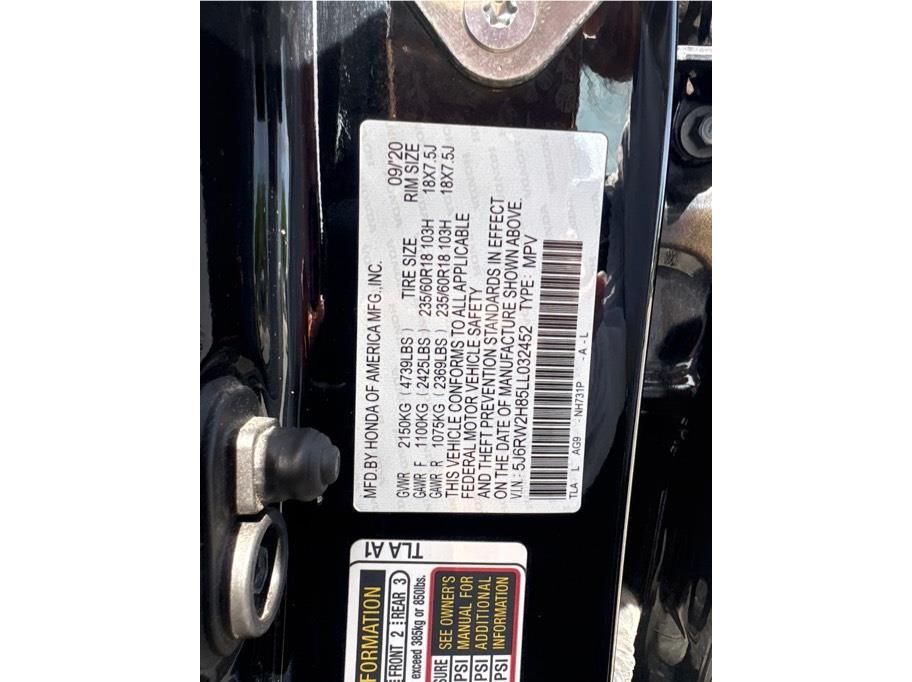 MFD.BY HONDA OF AMERICA MFG.,INC. 09/'20
GVWR 2150KG ( 4739LBS ) TIRE SIZE RIM SIZE
GAWR F 1100KG ( 2425LBS ) 235/60R18 103H 18X7.5J
GAWR R 1075KG ( 2369LBS ) 235/60R18 103H 18X7.5J
THIS VEHICLE CONFORMS TO ALL APPLICABLE
FEDERAL MOTOR VEHICLE SAFETY
AND THEFT PREVENTION STANDARDS IN EFFECT
ON THE DATE OF MANUFACTURE SHOWN ABOVE.
V.I.N.: 5J6RW2H85LL032452 TYPE: MPV
TLA L AG9 - NH731P - A - L
TLA A1
FORMATION
FRONT 2 REAR 3
exceed 385kg or 850lbs.
SURE SEE OWNER'S
PSI MANUAL FOR
PSI ADDITIONAL
PSI INFORMATION